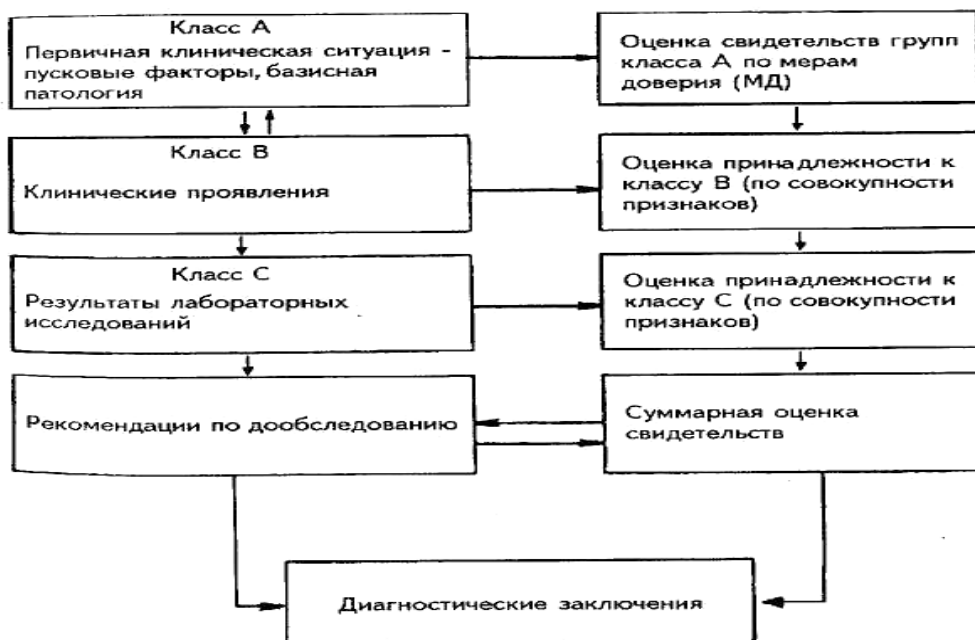 Класс А
Первичная клиническая ситуация -
пусковые факторы, базисная
патология
Оценка свидетельств групп
класса А по мерам
доверия (МД)
Класс В
Клинические проявления
Оценка принадлежности к
классу В (по совокупности
признаков)
Класс С
Результаты лабораторных
исследований
Оценка принадлежности к
классу С (по совокупности
признаков)
Рекомендации по дообследованию
Суммарная оценка
свидетельств
Диагностические заключения